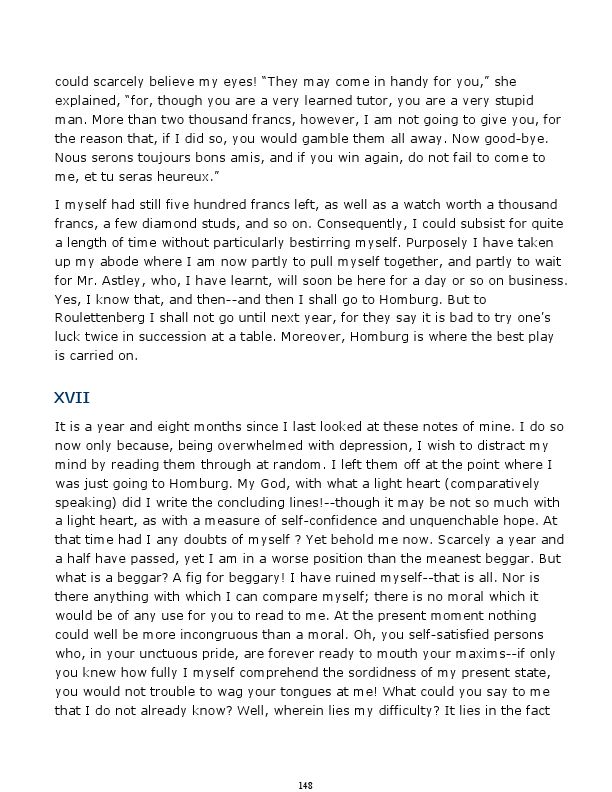 could scarcely believe my eyes! “They may come in handy for you,” she
explained, “for, though you are a very learned tutor, you are a very stupid
man. More than two thousand francs, however, I am not going to give you, for
the reason that, if I did so, you would gamble them all away. Now good-bye.
Nous serons toujours bons amis, and if you win again, do not fail to come to
me, et tu seras heureux.”
I myself had still five hundred francs left, as well as a watch worth a thousand
francs, a few diamond studs, and so on. Consequently, I could subsist for quite
a length of time without particularly bestirring myself. Purposely I have taken
up my abode where I am now partly to pull myself together, and partly to wait
for Mr. Astley, who, I have learnt, will soon be here for a day or so on business.
Yes, I know that, and then--and then I shall go to Homburg. But to
Roulettenberg I shall not go until next year, for they say it is bad to try one’s
luck twice in succession at a table. Moreover, Homburg is where the best play
is carried on.
XVII
It is a year and eight months since I last looked at these notes of mine. I do so
now only because, being overwhelmed with depression, I wish to distract my
mind by reading them through at random. I left them off at the point where I
was just going to Homburg. My God, with what a light heart (comparatively
speaking) did I write the concluding lines!--though it may be not so much with
a light heart, as with a measure of self-confidence and unquenchable hope. At
that time had I any doubts of myself ? Yet behold me now. Scarcely a year and
a half have passed, yet I am in a worse position than the meanest beggar. But
what is a beggar? A fig for beggary! I have ruined myself--that is all. Nor is
there anything with which I can compare myself; there is no moral which it
would be of any use for you to read to me. At the present moment nothing
could well be more incongruous than a moral. Oh, you self-satisfied persons
who, in your unctuous pride, are forever ready to mouth your maxims--if only
you knew how fully I myself comprehend the sordidness of my present state,
you would not trouble to wag your tongues at me! What could you say to me
that I do not already know? Well, wherein lies my difficulty? It lies in the fact
148